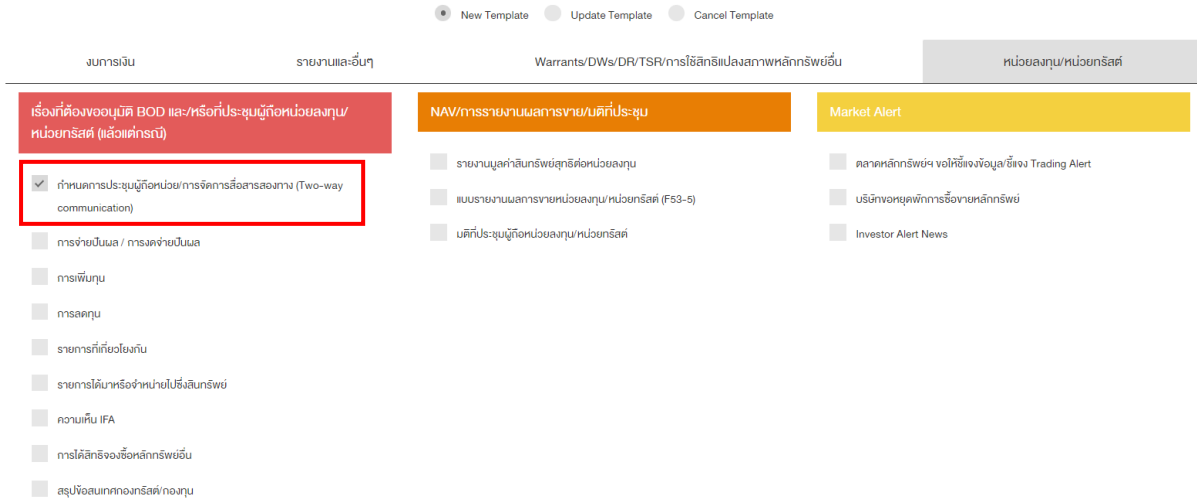 New Template Update Template Cancel Template
งบการเงิน รายงานและอื่นๆ Warrants/DWs/DR/TSR/การใช้สิทธิแปลงสภาพหลักทรัพย์อื่น หน่วยลงทุน/หน่วยทรัสต์
เรื่องที่ต้องขออนุมัติ BOD และ/หรือที่ประชุมผู้ถือหน่วยลงทุน/
หน่วยทรัสต์ (แล้วแต่กรณี)
กำหนดการประชุมผู้ถือหน่วย/การจัดการสื่อสารสองทาง (Two-way
communication)
การจ่ายปันผล / การงดจ่ายปันผล
การเพิ่มทุน
การลดทุน
รายการที่เกี่ยวโยงกัน
รายการได้มาหรือจำหน่ายไปซึ่งสินทรัพย์
ความเห็น IFA
การได้สิทธิจองซื้อหลักทรัพย์อื่น
สรุปข้อสนเทศกองทรัสต์/กองทุน
NAV/การรายงานผลการขาย/มติที่ประชุม
รายงานมูลค่าสินทรัพย์สุทธิต่อหน่วยลงทุน
แบบรายงานผลการขายหน่วยลงทุน/หน่วยทรัสต์ (F53-5)
มติที่ประชุมผู้ถือหน่วยลงทุน/หน่วยทรัสต์
Market Alert
ตลาดหลักทรัพย์ฯ ขอให้ชี้แจงข้อมูล/ชี้แจง Trading Alert
บริษัทขอหยุดพักการซื้อขายหลักทรัพย์
Investor Alert News